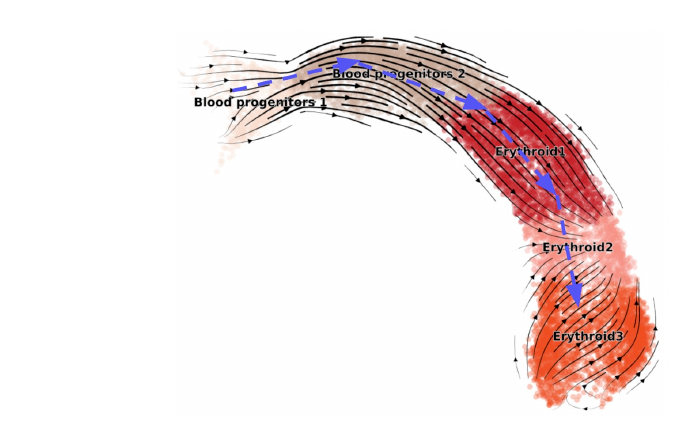 Blood progenitors 2
Blood progenitors 1
Erythroid1
Erythroid2
Erythroid3